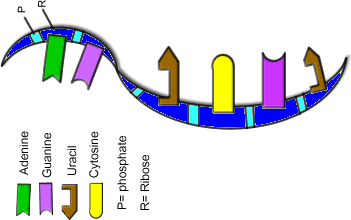 P
R
Adenine
Guanine
Uracil
Cytosine
P= phosphate
R= Ribose